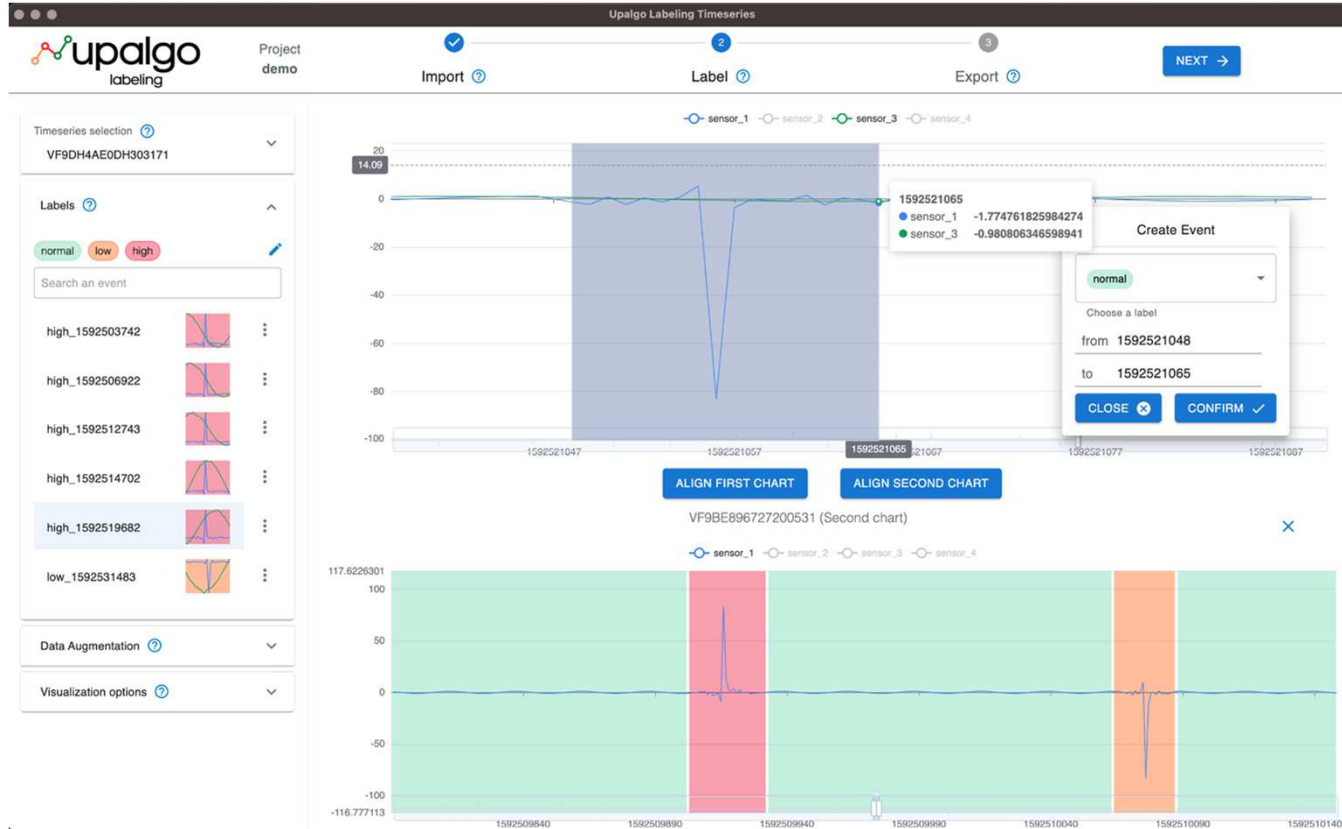 Upalgo Labeling Timeseries
upalgo
labeling
Project
demo
Import
2
Label
3
Export
NEXT
Timeseries selection
VF9DH4AE0DH303171
Labels
normal low high
Search an event
high_1592503742
high_1592506922
high_1592512743
high_1592514702
high_1592519682
low_1592531483
Data Augmentation
Visualization options
sensor_1 sensor_2 sensor_3 sensor_4
20
14.09
0
-20
-40
-60
-80
-100
1592521047 1592521057 1592521065 1592521067 1592521077 1592521087
1592521065
sensor_1 -1.774761825984274
sensor_3 -0.980806346598941
Create Event
normal
Choose a label
from 1592521048
to 1592521065
CLOSE CONFIRM
ALIGN FIRST CHART ALIGN SECOND CHART
VF9BE896727200531 (Second chart)
sensor_1 sensor_2 sensor_3 sensor_4
117.6226301
100
50
0
-50
-100
-116.777113
1592509840 1592509890 1592509940 1592509990 1592510040 1592510090 1592510140